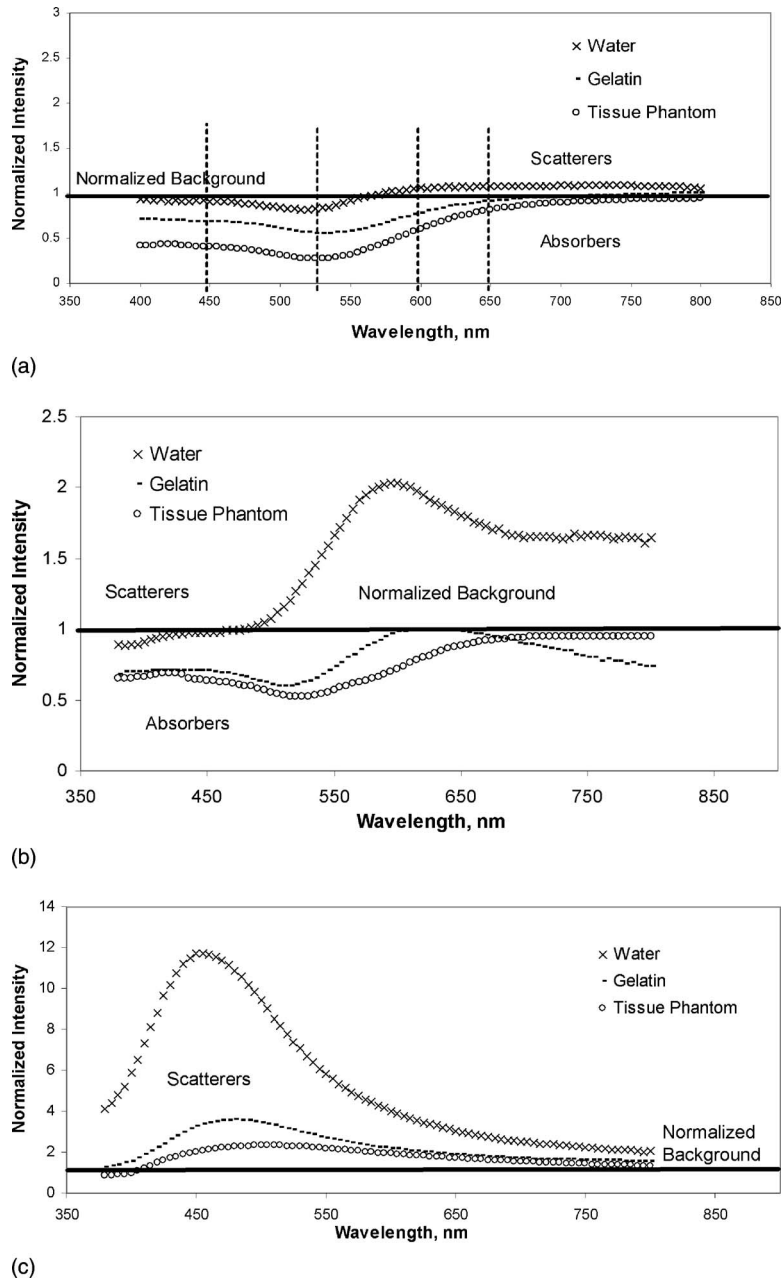 3
2.5
2
1.5
1
0.5
0
Normalized Intensity
× Water
- Gelatin
○ Tissue Phantom
Scatterers
Normalized Background
Absorbers
350 400 450 500 550 600 650 700 750 800 850
Wavelength, nm
(a)
2.5
2
1.5
1
0.5
0
Normalized Intensity
× Water
- Gelatin
○ Tissue Phantom
Scatterers
Normalized Background
Absorbers
350 450 550 650 750 850
Wavelength, nm
(b)
14
12
10
8
6
4
2
0
Normalized Intensity
× Water
- Gelatin
○ Tissue Phantom
Scatterers
Normalized
Background
350 450 550 650 750 850
Wavelength, nm
(c)